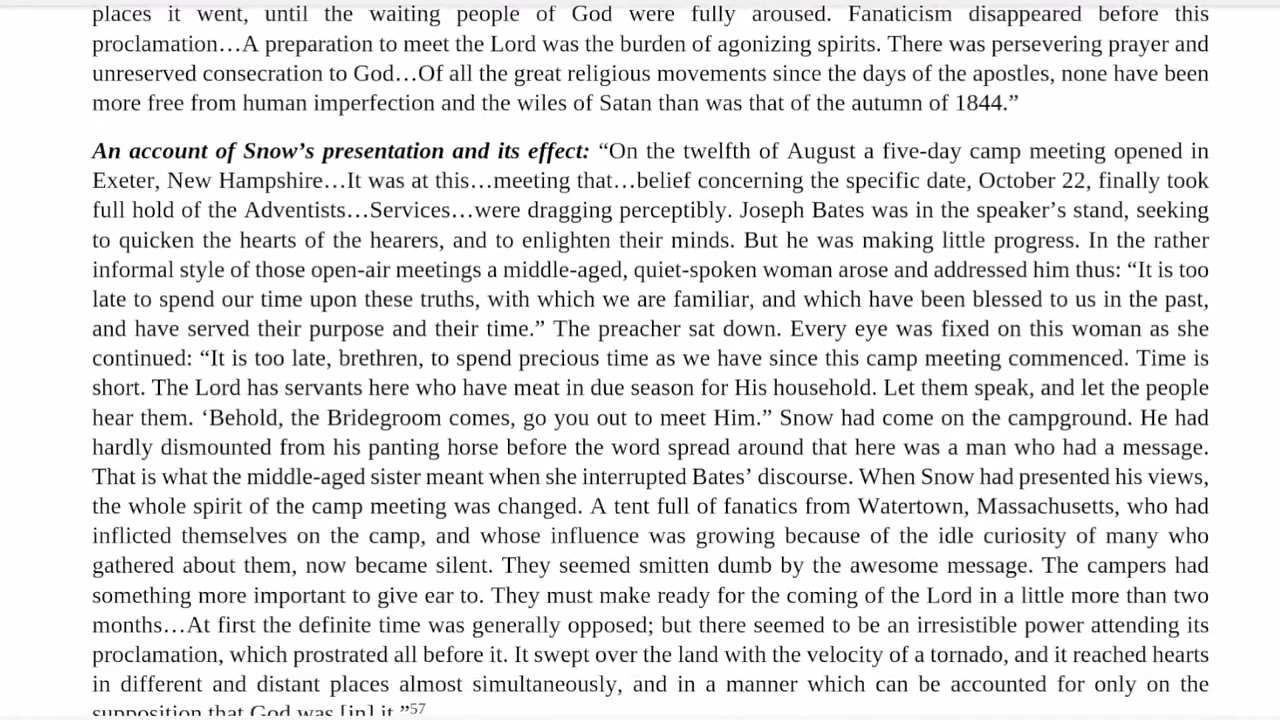 places it went, until the waiting people of God were fully aroused. Fanaticism disappeared before this
proclamation…A preparation to meet the Lord was the burden of agonizing spirits. There was persevering prayer and
unreserved consecration to God…Of all the great religious movements since the days of the apostles, none have been
more free from human imperfection and the wiles of Satan than was that of the autumn of 1844.”
An account of Snow’s presentation and its effect: “On the twelfth of August a five-day camp meeting opened in
Exeter, New Hampshire…It was at this…meeting that…belief concerning the specific date, October 22, finally took
full hold of the Adventists…Services…were dragging perceptibly. Joseph Bates was in the speaker’s stand, seeking
to quicken the hearts of the hearers, and to enlighten their minds. But he was making little progress. In the rather
informal style of those open-air meetings a middle-aged, quiet-spoken woman arose and addressed him thus: “It is too
late to spend our time upon these truths, with which we are familiar, and which have been blessed to us in the past,
and have served their purpose and their time.” The preacher sat down. Every eye was fixed on this woman as she
continued: “It is too late, brethren, to spend precious time as we have since this camp meeting commenced. Time is
short. The Lord has servants here who have meat in due season for His household. Let them speak, and let the people
hear them. ‘Behold, the Bridegroom comes, go you out to meet Him.” Snow had come on the campground. He had
hardly dismounted from his panting horse before the word spread around that here was a man who had a message.
That is what the middle-aged sister meant when she interrupted Bates’ discourse. When Snow had presented his views,
the whole spirit of the camp meeting was changed. A tent full of fanatics from Watertown, Massachusetts, who had
inflicted themselves on the camp, and whose influence was growing because of the idle curiosity of many who
gathered about them, now became silent. They seemed smitten dumb by the awesome message. The campers had
something more important to give ear to. They must make ready for the coming of the Lord in a little more than two
months…At first the definite time was generally opposed; but there seemed to be an irresistible power attending its
proclamation, which prostrated all before it. It swept over the land with the velocity of a tornado, and it reached hearts
in different and distant places almost simultaneously, and in a manner which can be accounted for only on the
supposition that God was [in] it.”57